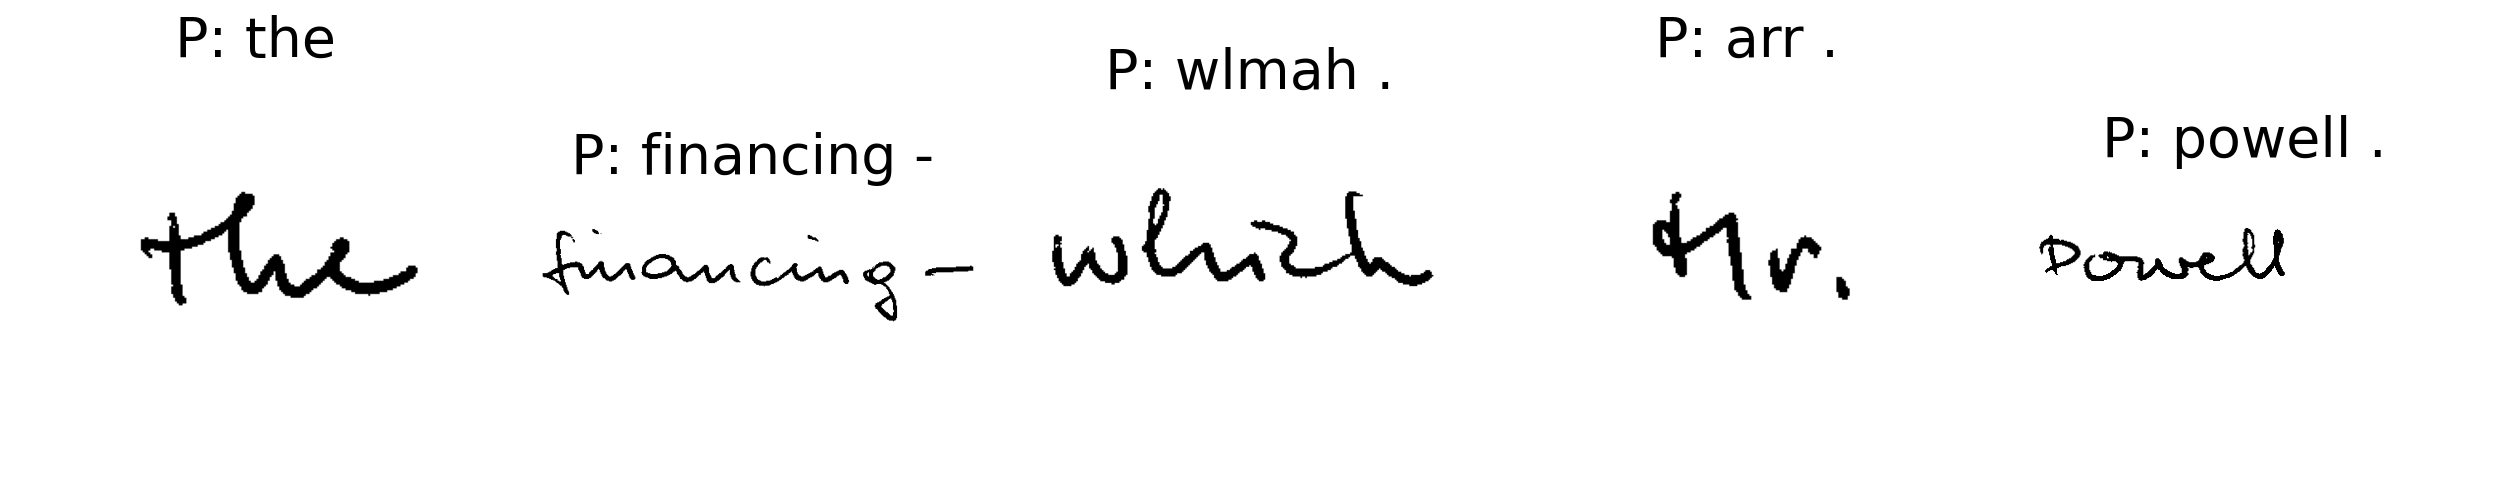 P: the P: financing - P: wlmah . P: arr . P: powell .
the financing - which Mr. Powell